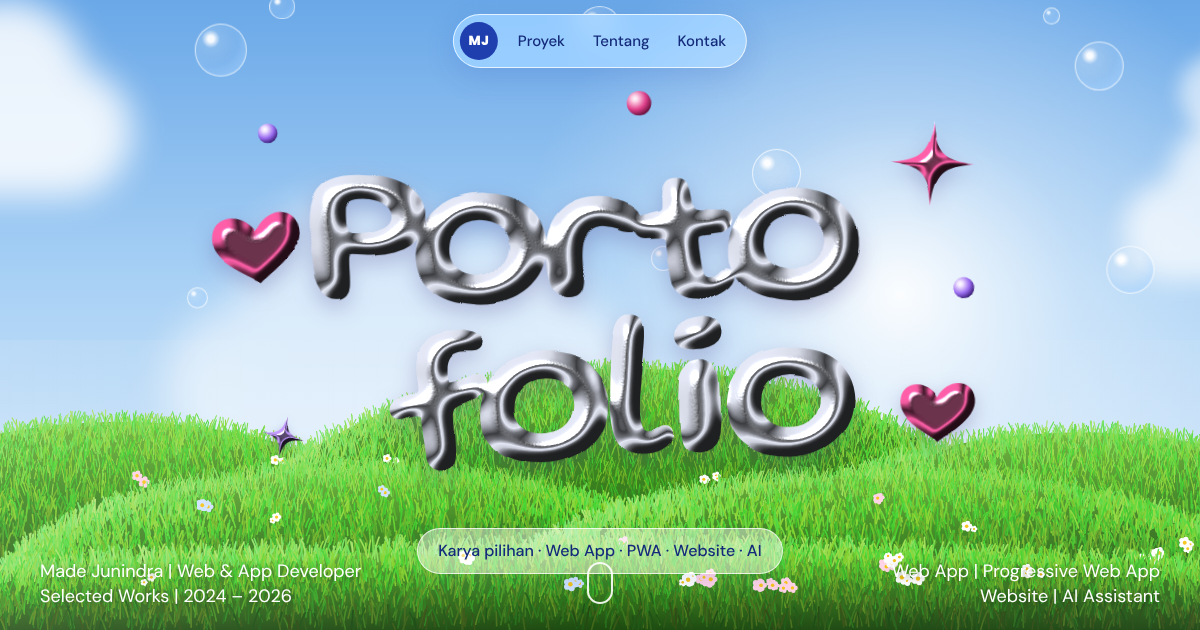 MJ Proyek Tentang Kontak
Porto
folio
Karya pilihan · Web App · PWA · Website · AI
Made Junindra | Web & App Developer
Selected Works | 2024 – 2026
Web App | Progressive Web App
Website | AI Assistant